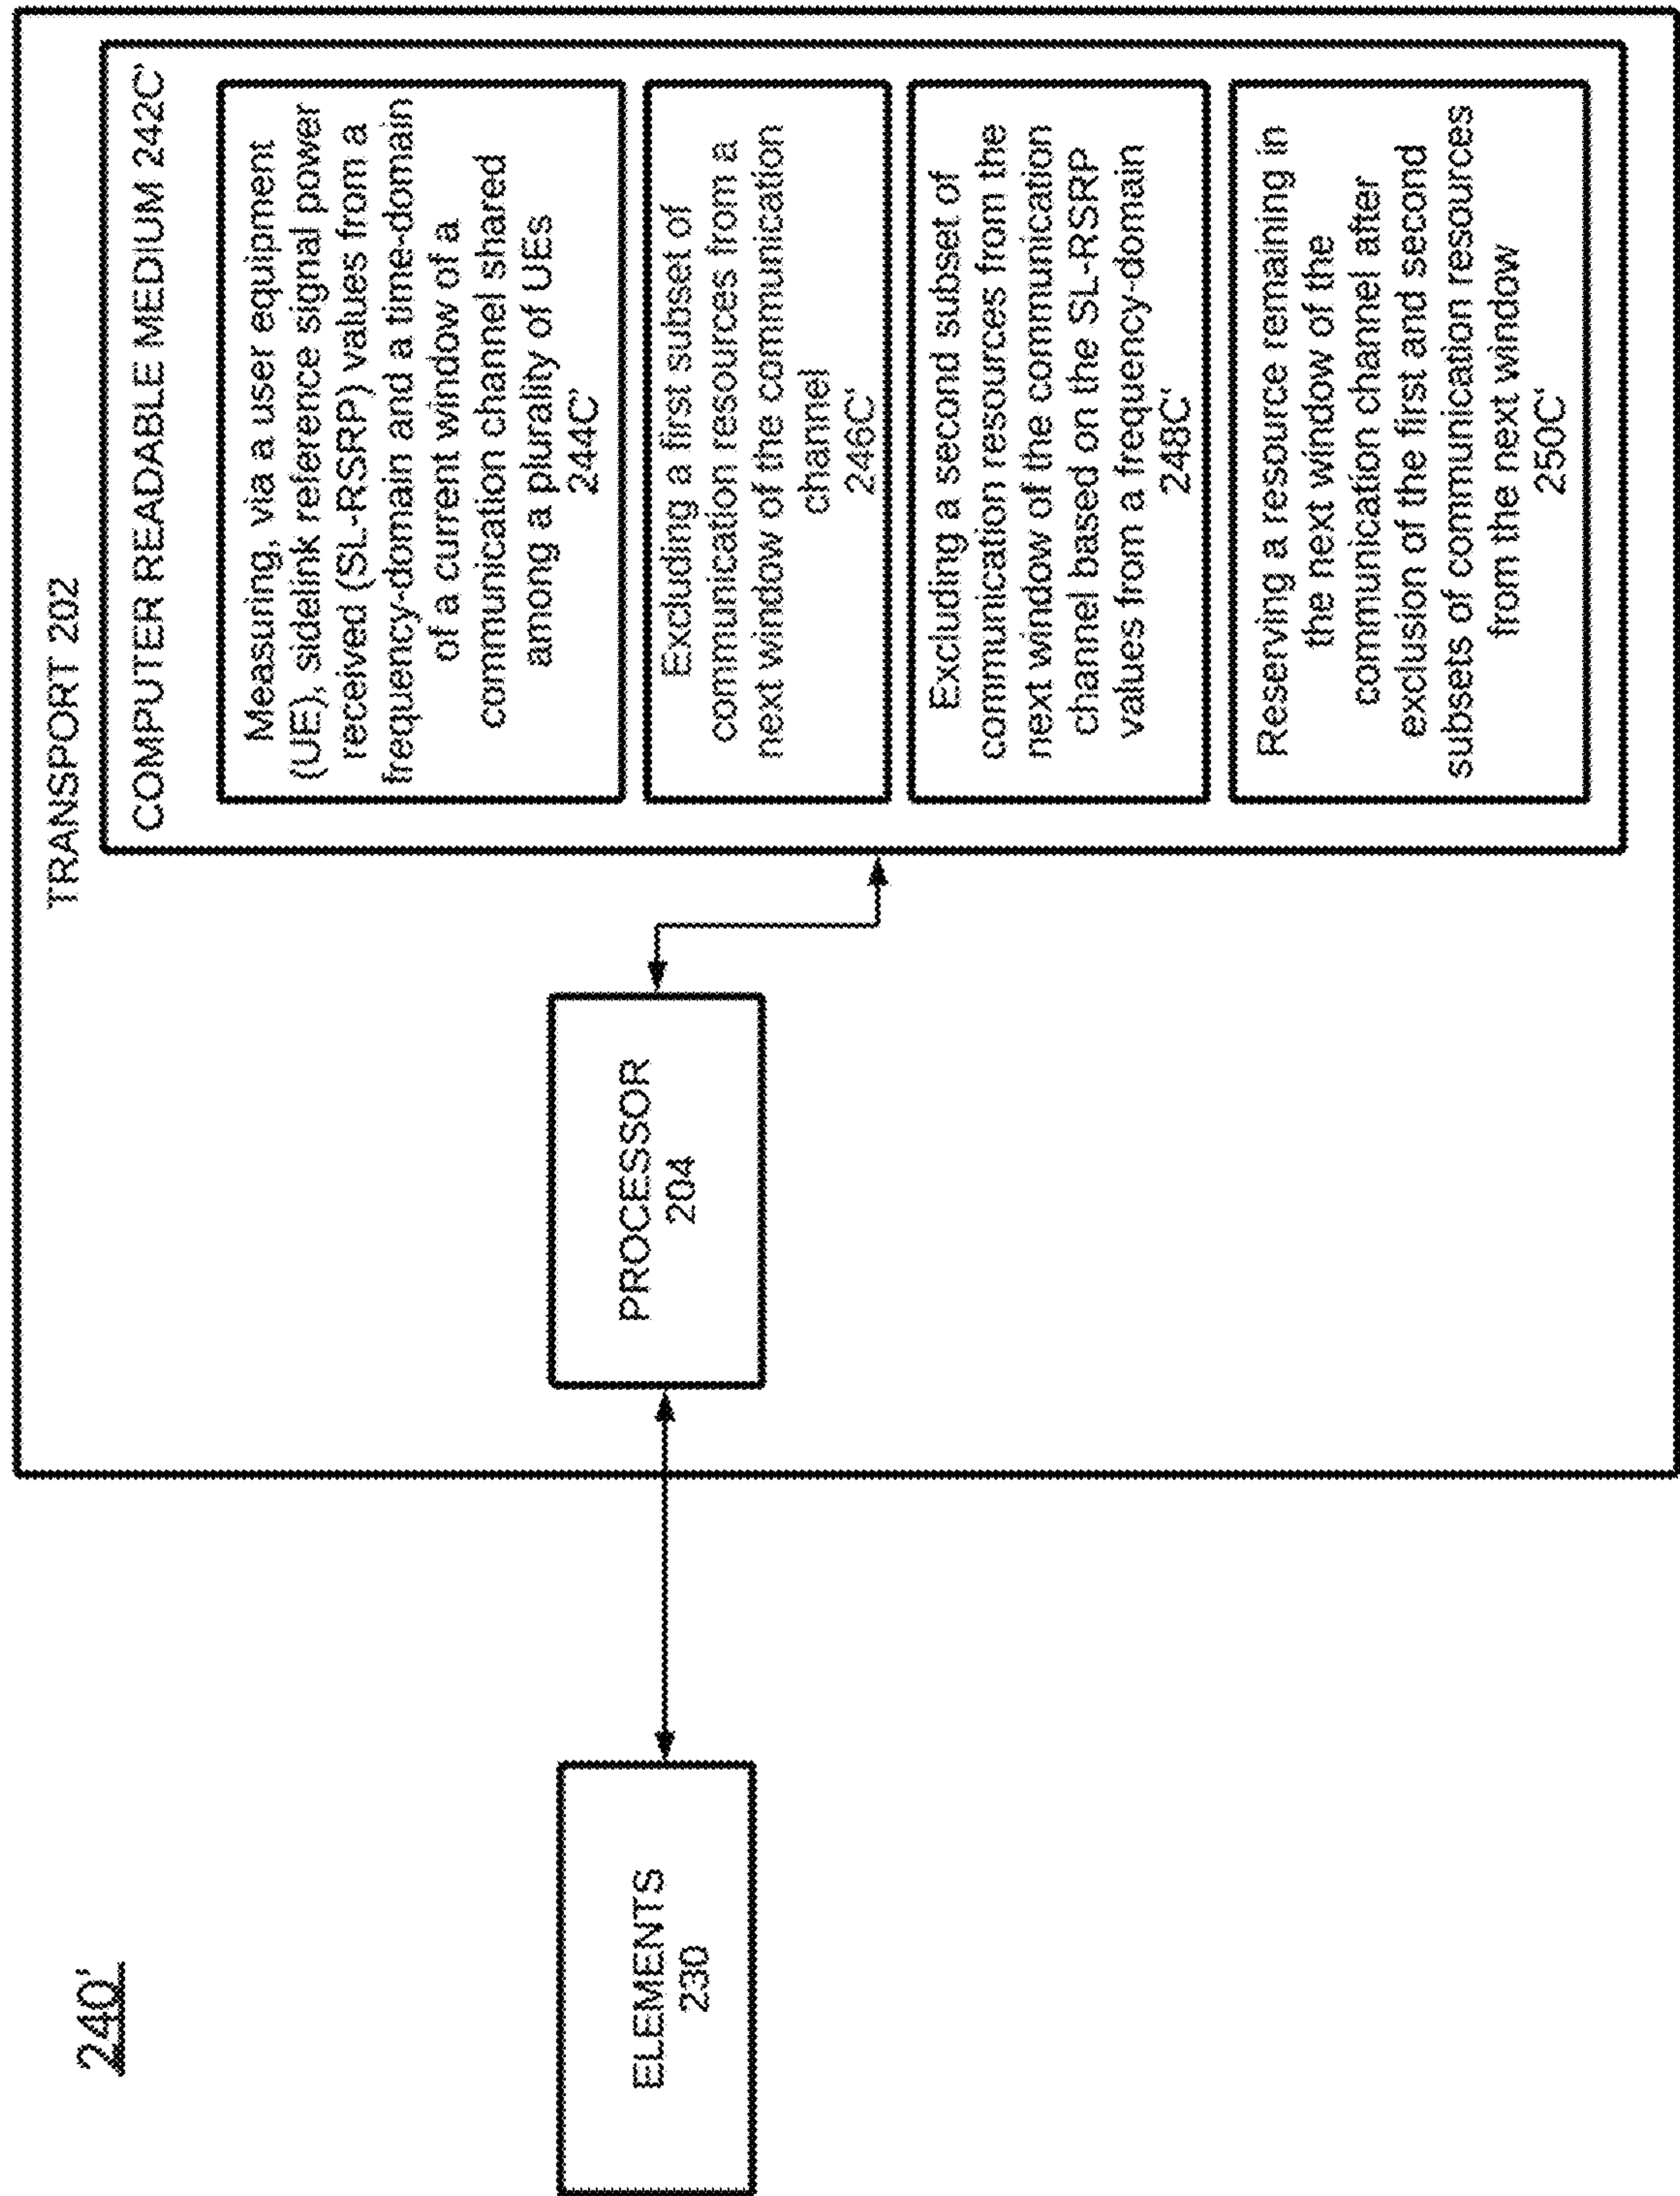 240'
TRANSPORT 202
COMPUTER READABLE MEDIUM 242C'
Measuring, via a user equipment
(UE), sidelink reference signal power
received (SL-RSRP) values from a
frequency-domain and a time-domain
of a current window of a
communication channel shared
among a plurality of UEs
244C'
Excluding a first subset of
communication resources from a
next window of the communication
channel
246C'
Excluding a second subset of
communication resources from the
next window of the communication
channel based on the SL-RSRP
values from a frequency-domain
248C'
Reserving a resource remaining in
the next window of the
communication channel after
exclusion of the first and second
subsets of communication resources
from the next window
250C'
PROCESSOR
204
ELEMENTS
230